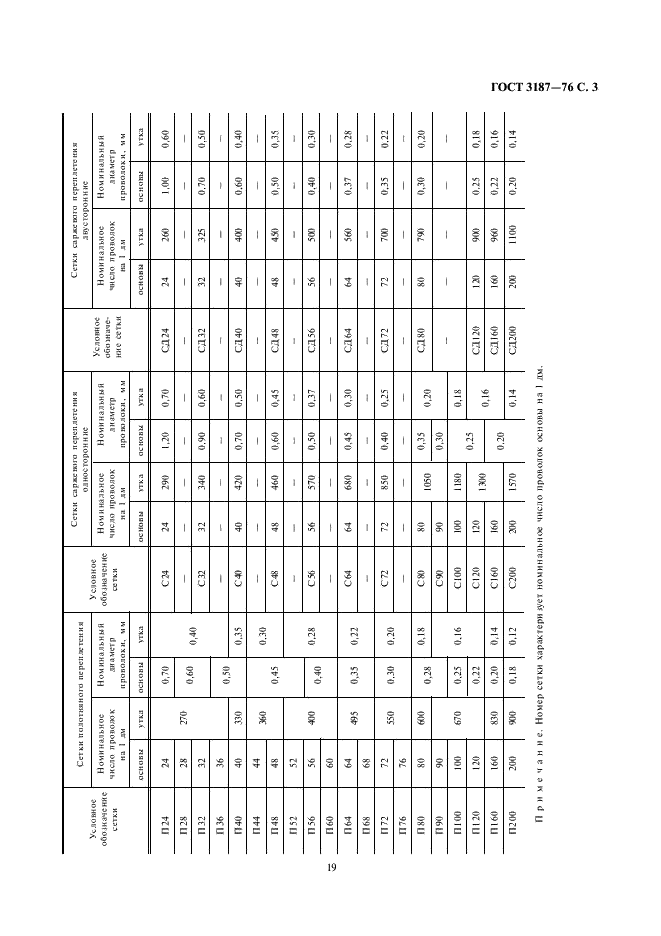 ГОСТ 3187—76 С. 3
Условное обозначение сетки | Сетки полотняного переплетения | Условное обозначение сетки | Сетки саржевого переплетения односторонние | Условное обозначе-ние сетки | Сетки саржевого переплетения двусторонние
Номинальное число проволок на 1 дм | Номинальный диаметр проволоки, мм | Номинальное число проволок на 1 дм | Номинальный диаметр проволоки, мм | Номинальное число проволок на 1 дм | Номинальный диаметр проволоки, мм
основы | утка | основы | утка | основы | утка | основы | утка | основы | утка | основы | утка
П24 | 24 | 270 | 0,70 | 0,40 | С24 | 24 | 290 | 1,20 | 0,70 | СД24 | 24 | 260 | 1,00 | 0,60
П28 | 28 | 0,60 | — | — | — | — | — | — | — | — | — | —
П32 | 32 | С32 | 32 | 340 | 0,90 | 0,60 | СД32 | 32 | 325 | 0,70 | 0,50
П36 | 36 | 0,50 | — | — | — | — | — | — | — | — | — | —
П40 | 40 | 330 | 0,35 | С40 | 40 | 420 | 0,70 | 0,50 | СД40 | 40 | 400 | 0,60 | 0,40
П44 | 44 | 360 | 0,45 | 0,30 | — | — | — | — | — | — | — | — | — | —
П48 | 48 | С48 | 48 | 460 | 0,60 | 0,45 | СД48 | 48 | 450 | 0,50 | 0,35
П52 | 52 | 400 | 0,28 | — | — | — | — | — | — | — | — | — | —
П56 | 56 | 0,40 | С56 | 56 | 570 | 0,50 | 0,37 | СД56 | 56 | 500 | 0,40 | 0,30
П60 | 60 | — | — | — | — | — | — | — | — | — | —
П64 | 64 | 495 | 0,35 | 0,22 | С64 | 64 | 680 | 0,45 | 0,30 | СД64 | 64 | 560 | 0,37 | 0,28
П68 | 68 | — | — | — | — | — | — | — | — | — | —
П72 | 72 | 550 | 0,30 | 0,20 | С72 | 72 | 850 | 0,40 | 0,25 | СД72 | 72 | 700 | 0,35 | 0,22
П76 | 76 | — | — | — | — | — | — | — | — | — | —
П80 | 80 | 600 | 0,28 | 0,18 | С80 | 80 | 1050 | 0,35 | 0,20 | СД80 | 80 | 790 | 0,30 | 0,20
П90 | 90 | 670 | 0,16 | С90 | 90 | 0,30 | — | — | — | — | —
П100 | 100 | 0,25 | С100 | 100 | 1180 | 0,25 | 0,18
П120 | 120 | 0,22 | С120 | 120 | 1300 | 0,16 | СД120 | 120 | 900 | 0,25 | 0,18
П160 | 160 | 830 | 0,20 | 0,14 | С160 | 160 | 0,20 | СД160 | 160 | 960 | 0,22 | 0,16
П200 | 200 | 900 | 0,18 | 0,12 | С200 | 200 | 1570 | 0,14 | СД200 | 200 | 1100 | 0,20 | 0,14
Примечание. Номер сетки характеризует номинальное число проволок основы на 1 дм.
19